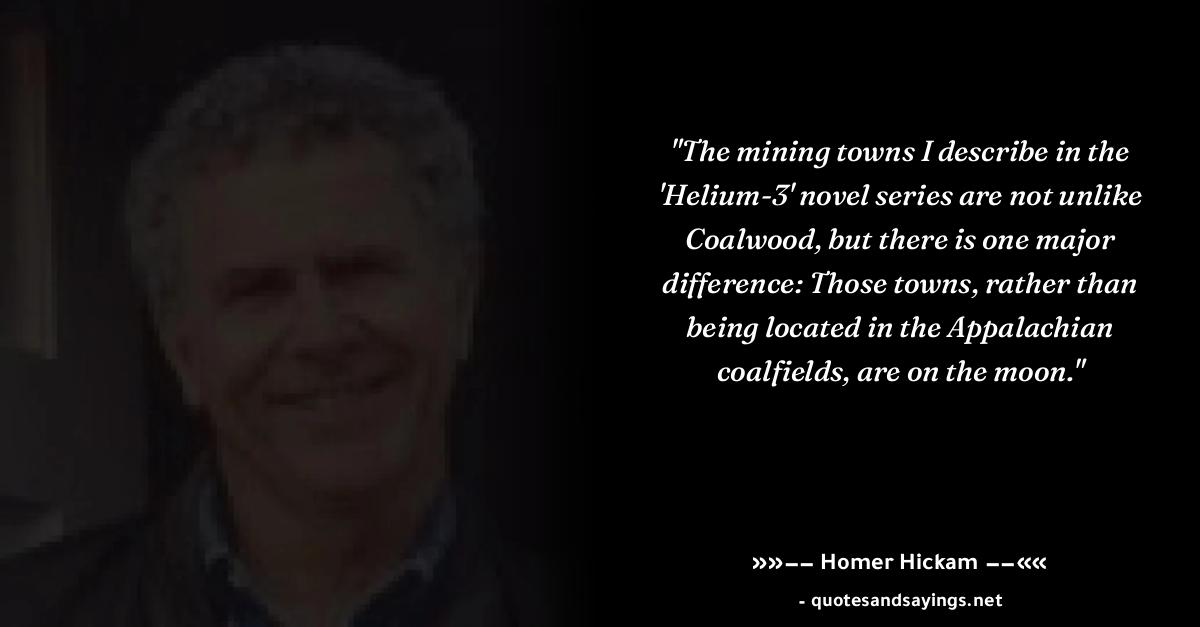 "The mining towns I describe in the
'Helium-3' novel series are not unlike
Coalwood, but there is one major
difference: Those towns, rather than
being located in the Appalachian
coalfields, are on the moon."
»»−− Homer Hickam −−««
- quotesandsayings.net